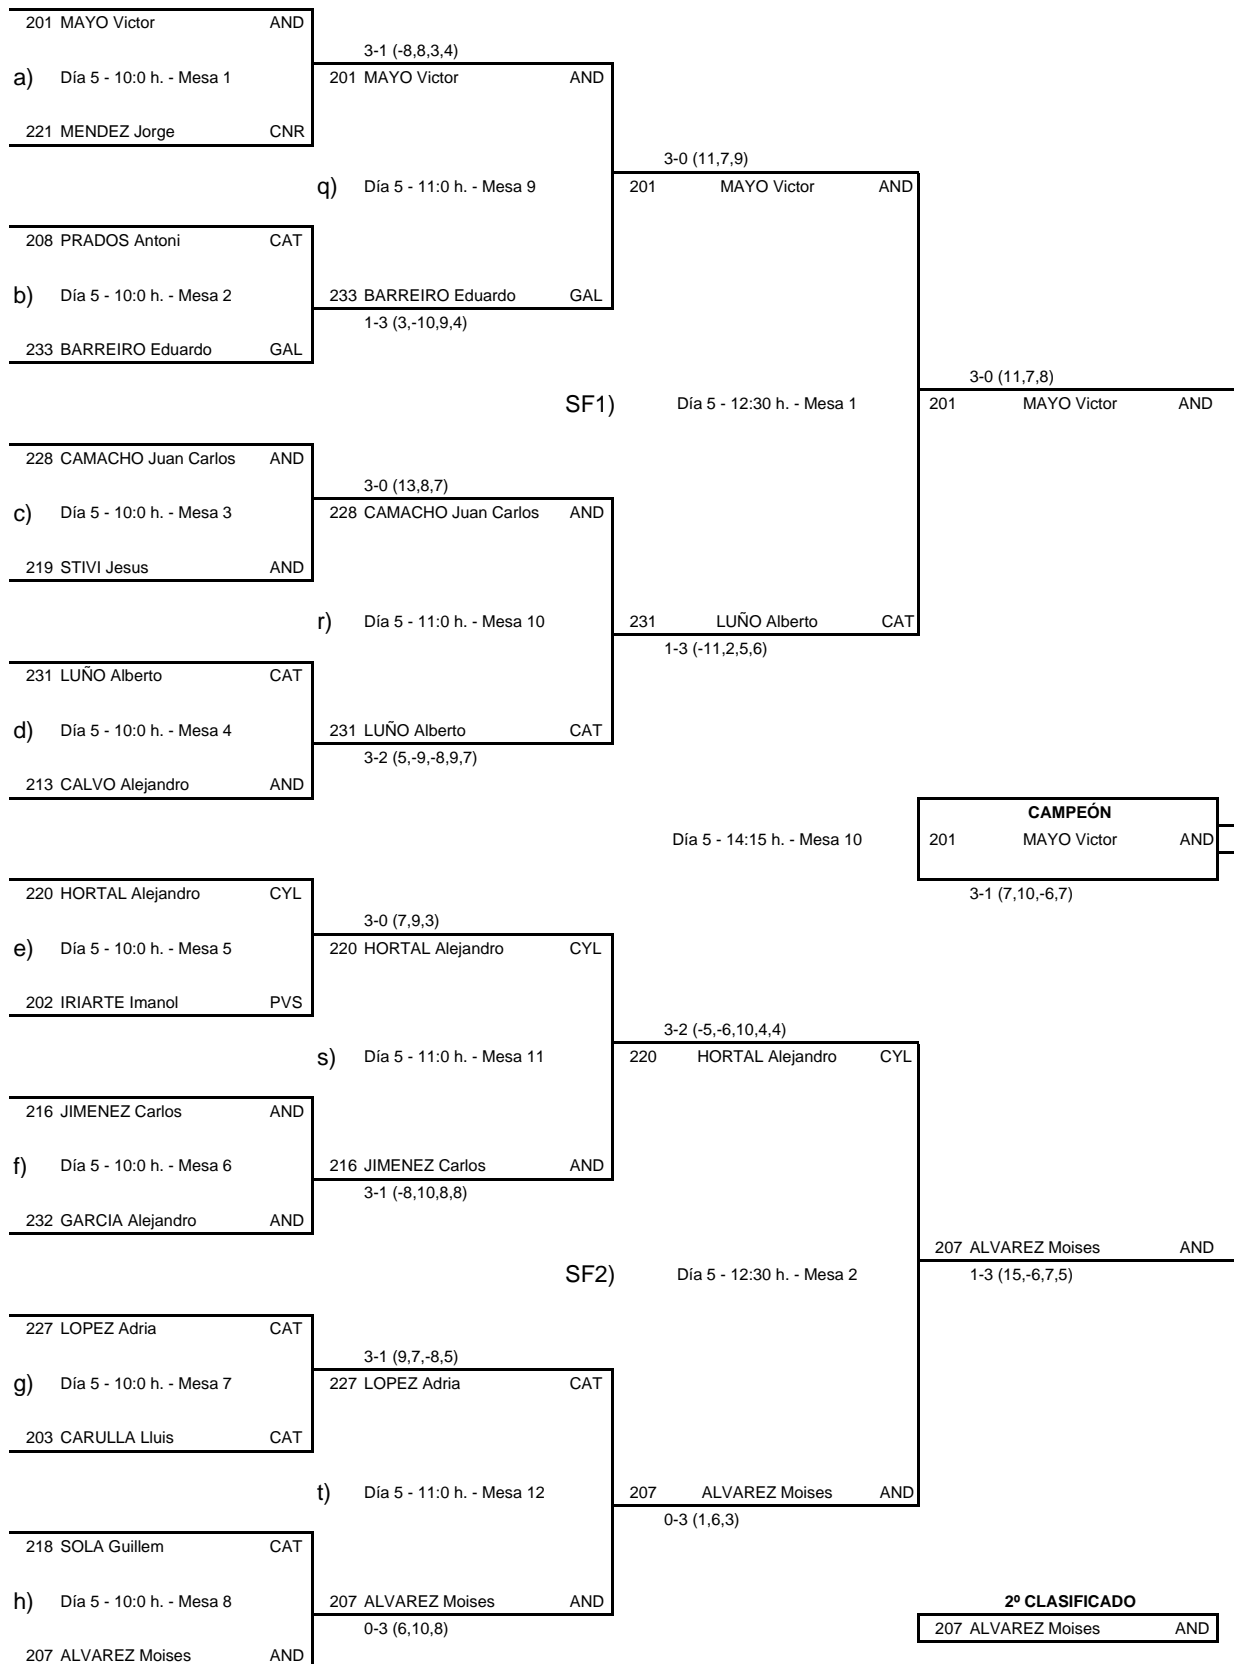 201 MAYO Victor AND
3-1 (-8,8,3,4)
a) Día 5 - 10:0 h. - Mesa 1 201 MAYO Victor AND
221 MENDEZ Jorge CNR
3-0 (11,7,9)
q) Día 5 - 11:0 h. - Mesa 9 201 MAYO Victor AND
208 PRADOS Antoni CAT
b) Día 5 - 10:0 h. - Mesa 2 233 BARREIRO Eduardo GAL
1-3 (3,-10,9,4)
233 BARREIRO Eduardo GAL
3-0 (11,7,8)
SF1) Día 5 - 12:30 h. - Mesa 1 201 MAYO Victor AND
228 CAMACHO Juan Carlos AND
3-0 (13,8,7)
c) Día 5 - 10:0 h. - Mesa 3 228 CAMACHO Juan Carlos AND
219 STIVI Jesus AND
r) Día 5 - 11:0 h. - Mesa 10 231 LUÑO Alberto CAT
1-3 (-11,2,5,6)
231 LUÑO Alberto CAT
d) Día 5 - 10:0 h. - Mesa 4 231 LUÑO Alberto CAT
3-2 (5,-9,-8,9,7)
213 CALVO Alejandro AND
CAMPEÓN
Día 5 - 14:15 h. - Mesa 10 201 MAYO Victor AND
220 HORTAL Alejandro CYL
3-1 (7,10,-6,7)
3-0 (7,9,3)
e) Día 5 - 10:0 h. - Mesa 5 220 HORTAL Alejandro CYL
202 IRIARTE Imanol PVS
3-2 (-5,-6,10,4,4)
s) Día 5 - 11:0 h. - Mesa 11 220 HORTAL Alejandro CYL
216 JIMENEZ Carlos AND
f) Día 5 - 10:0 h. - Mesa 6 216 JIMENEZ Carlos AND
3-1 (-8,10,8,8)
232 GARCIA Alejandro AND
207 ALVAREZ Moises AND
SF2) Día 5 - 12:30 h. - Mesa 2 1-3 (15,-6,7,5)
227 LOPEZ Adria CAT
3-1 (9,7,-8,5)
g) Día 5 - 10:0 h. - Mesa 7 227 LOPEZ Adria CAT
203 CARULLA Lluis CAT
t) Día 5 - 11:0 h. - Mesa 12 207 ALVAREZ Moises AND
0-3 (1,6,3)
218 SOLA Guillem CAT
h) Día 5 - 10:0 h. - Mesa 8 207 ALVAREZ Moises AND 2º CLASIFICADO
0-3 (6,10,8) 207 ALVAREZ Moises AND
207 ALVAREZ Moises AND